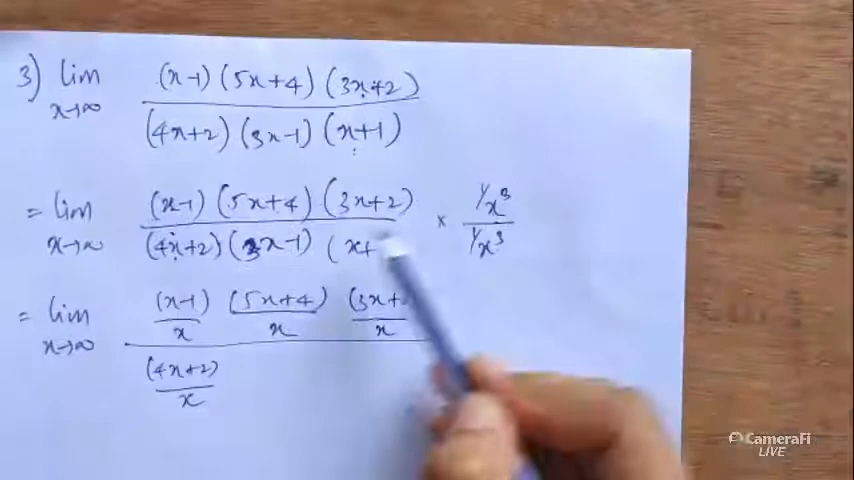 3) lim x→∞ (x-1) (5x+4) (3x+2) / (4x+2) (3x-1) (x+1)
= lim x→∞ (x-1) (5x+4) (3x+2) / (4x+2) (3x-1) (x+ × 1/x³ / 1/x³
= lim x→∞ (x-1)/x (5x+4)/x (3x+ /x / (4x+2)/x
CameraFi
LIVE